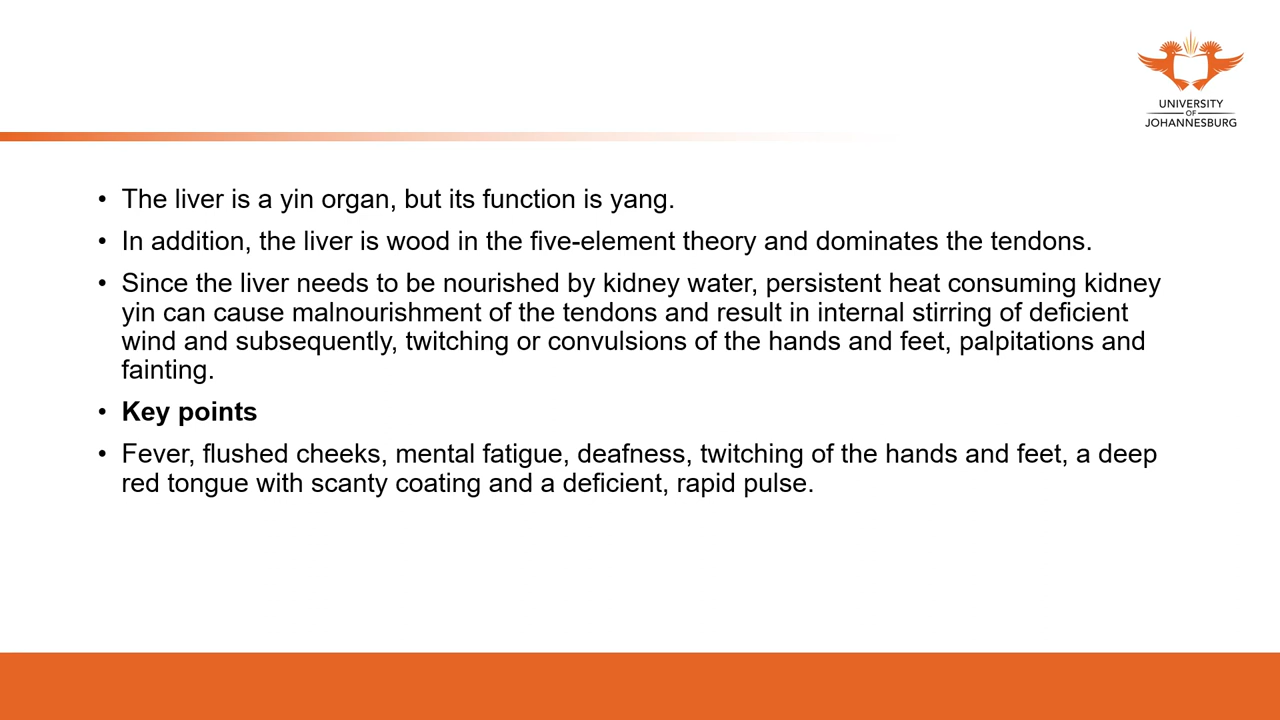 UNIVERSITY
OF
JOHANNESBURG
• The liver is a yin organ, but its function is yang.
• In addition, the liver is wood in the five-element theory and dominates the tendons.
• Since the liver needs to be nourished by kidney water, persistent heat consuming kidney
yin can cause malnourishment of the tendons and result in internal stirring of deficient
wind and subsequently, twitching or convulsions of the hands and feet, palpitations and
fainting.
• Key points
• Fever, flushed cheeks, mental fatigue, deafness, twitching of the hands and feet, a deep
red tongue with scanty coating and a deficient, rapid pulse.